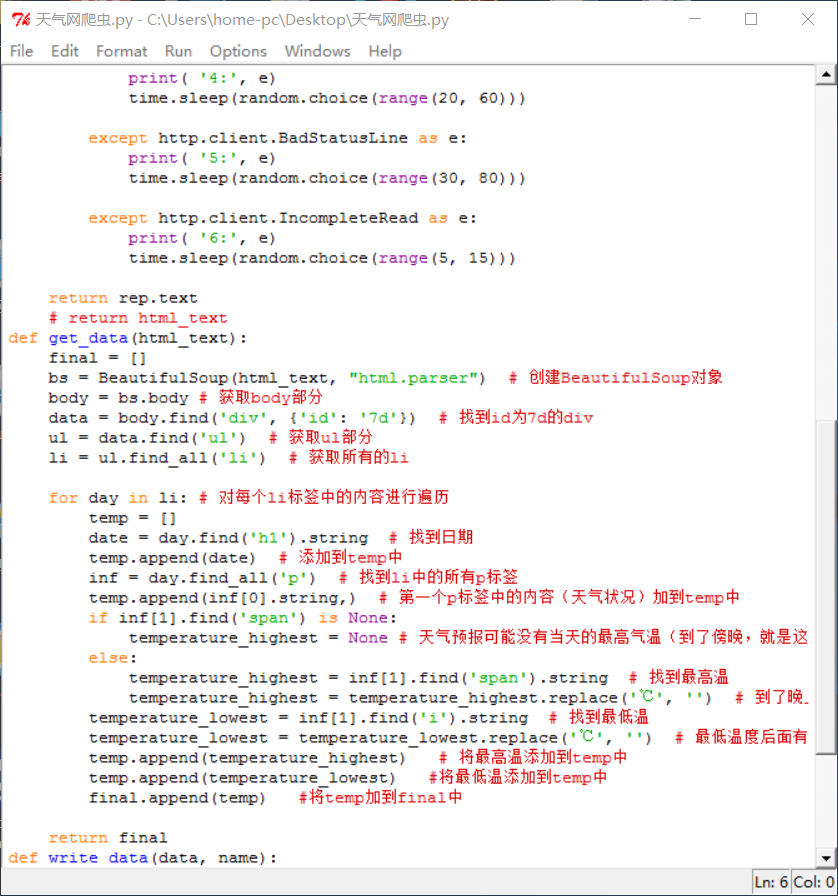 天气网爬虫.py - C:\Users\home-pc\Desktop\天气网爬虫.py
File Edit Format Run Options Windows Help
            print( '4:', e)
            time.sleep(random.choice(range(20, 60)))

        except http.client.BadStatusLine as e:
            print( '5:', e)
            time.sleep(random.choice(range(30, 80)))

        except http.client.IncompleteRead as e:
            print( '6:', e)
            time.sleep(random.choice(range(5, 15)))

    return rep.text
    # return html_text
def get_data(html_text):
    final = []
    bs = BeautifulSoup(html_text, "html.parser")  # 创建BeautifulSoup对象
    body = bs.body # 获取body部分
    data = body.find('div', {'id': '7d'})  # 找到id为7d的div
    ul = data.find('ul')  # 获取ul部分
    li = ul.find_all('li')  # 获取所有的li

    for day in li: # 对每个li标签中的内容进行遍历
        temp = []
        date = day.find('h1').string  # 找到日期
        temp.append(date)  # 添加到temp中
        inf = day.find_all('p')  # 找到li中的所有p标签
        temp.append(inf[0].string,)  # 第一个p标签中的内容（天气状况）加到temp中
        if inf[1].find('span') is None:
            temperature_highest = None # 天气预报可能没有当天的最高气温（到了傍晚，就是这
        else:
            temperature_highest = inf[1].find('span').string  # 找到最高温
            temperature_highest = temperature_highest.replace('℃', '')  # 到了晚
        temperature_lowest = inf[1].find('i').string  # 找到最低温
        temperature_lowest = temperature_lowest.replace('℃', '')  # 最低温度后面有
        temp.append(temperature_highest)   # 将最高温添加到temp中
        temp.append(temperature_lowest)   #将最低温添加到temp中
        final.append(temp)   #将temp加到final中

    return final
def write_data(data, name):
Ln: 6 Col: 0